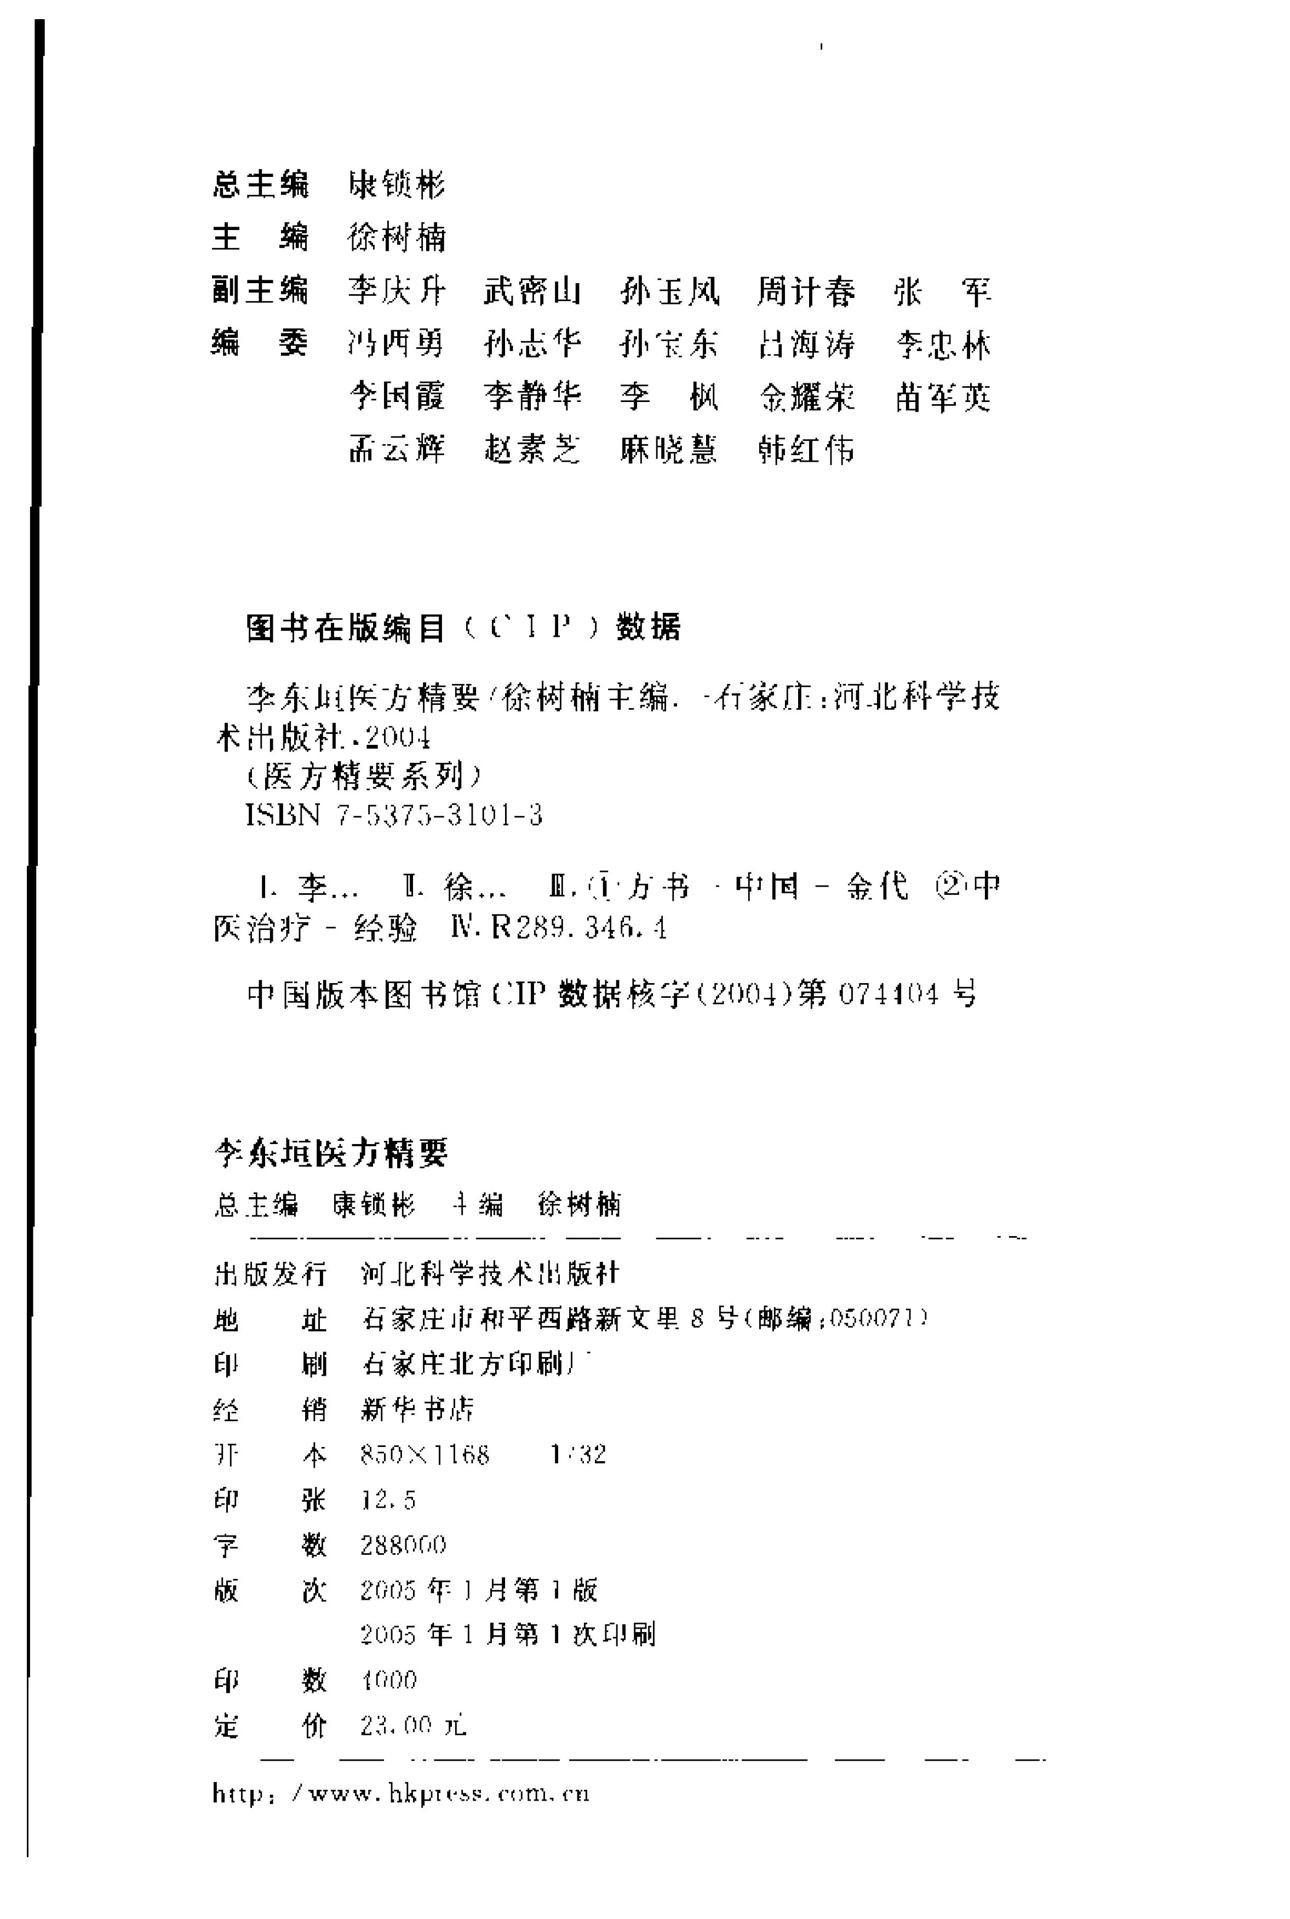 总主编 康锁彬
主 编 徐树楠
副主编 李庆升 武密山 孙玉凤 周计春 张 军
编 委 冯西勇 孙志华 孙宝东 吕海涛 李忠林
李国霞 李静华 李 枫 金耀荣 苗军英
孟云辉 赵素芝 麻晓慧 韩红伟
图书在版编目(CIP)数据
李东垣医方精要/徐树楠主编.-石家庄:河北科学技
术出版社.2004
(医方精要系列)
ISBN 7-5375-3101-3
Ⅰ.李… Ⅱ.徐… Ⅲ.①方书-中国-金代 ②中
医治疗-经验 Ⅳ.R289.346.4
中国版本图书馆CIP数据核字(2004)第074404号
李东垣医方精要
总主编 康锁彬 主编 徐树楠
出版发行 河北科学技术出版社
地 址 石家庄市和平西路新文里8号(邮编:050071)
印 刷 石家庄北方印刷厂
经 销 新华书店
开 本 850×1168 1/32
印 张 12.5
字 数 288000
版 次 2005年1月第1版
2005年1月第1次印刷
印 数 4000
定 价 23.00元
http: /www.hkpress.com.cn